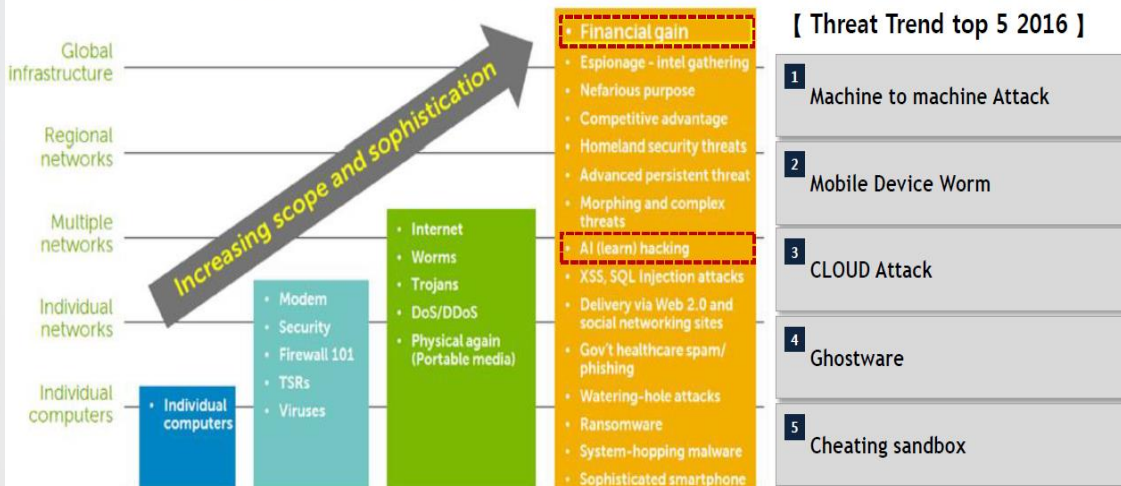 Global
infrastructure
Regional
networks
Multiple
networks
Individual
networks
Individual
computers
Increasing scope and sophistication
• Individual
computers
• Modem
• Security
• Firewall 101
• TSRs
• Viruses
• Internet
• Worms
• Trojans
• DoS/DDoS
• Physical again
(Portable media)
• Financial gain
• Espionage - intel gathering
• Nefarious purpose
• Competitive advantage
• Homeland security threats
• Advanced persistent threat
• Morphing and complex
threats
• AI (learn) hacking
• XSS, SQL Injection attacks
• Delivery via Web 2.0 and
social networking sites
• Gov't healthcare spam/
phishing
• Watering-hole attacks
• Ransomware
• System-hopping malware
• Sophisticated smartphone
【 Threat Trend top 5 2016 】
1
Machine to machine Attack
2
Mobile Device Worm
3
CLOUD Attack
4
Ghostware
5
Cheating sandbox